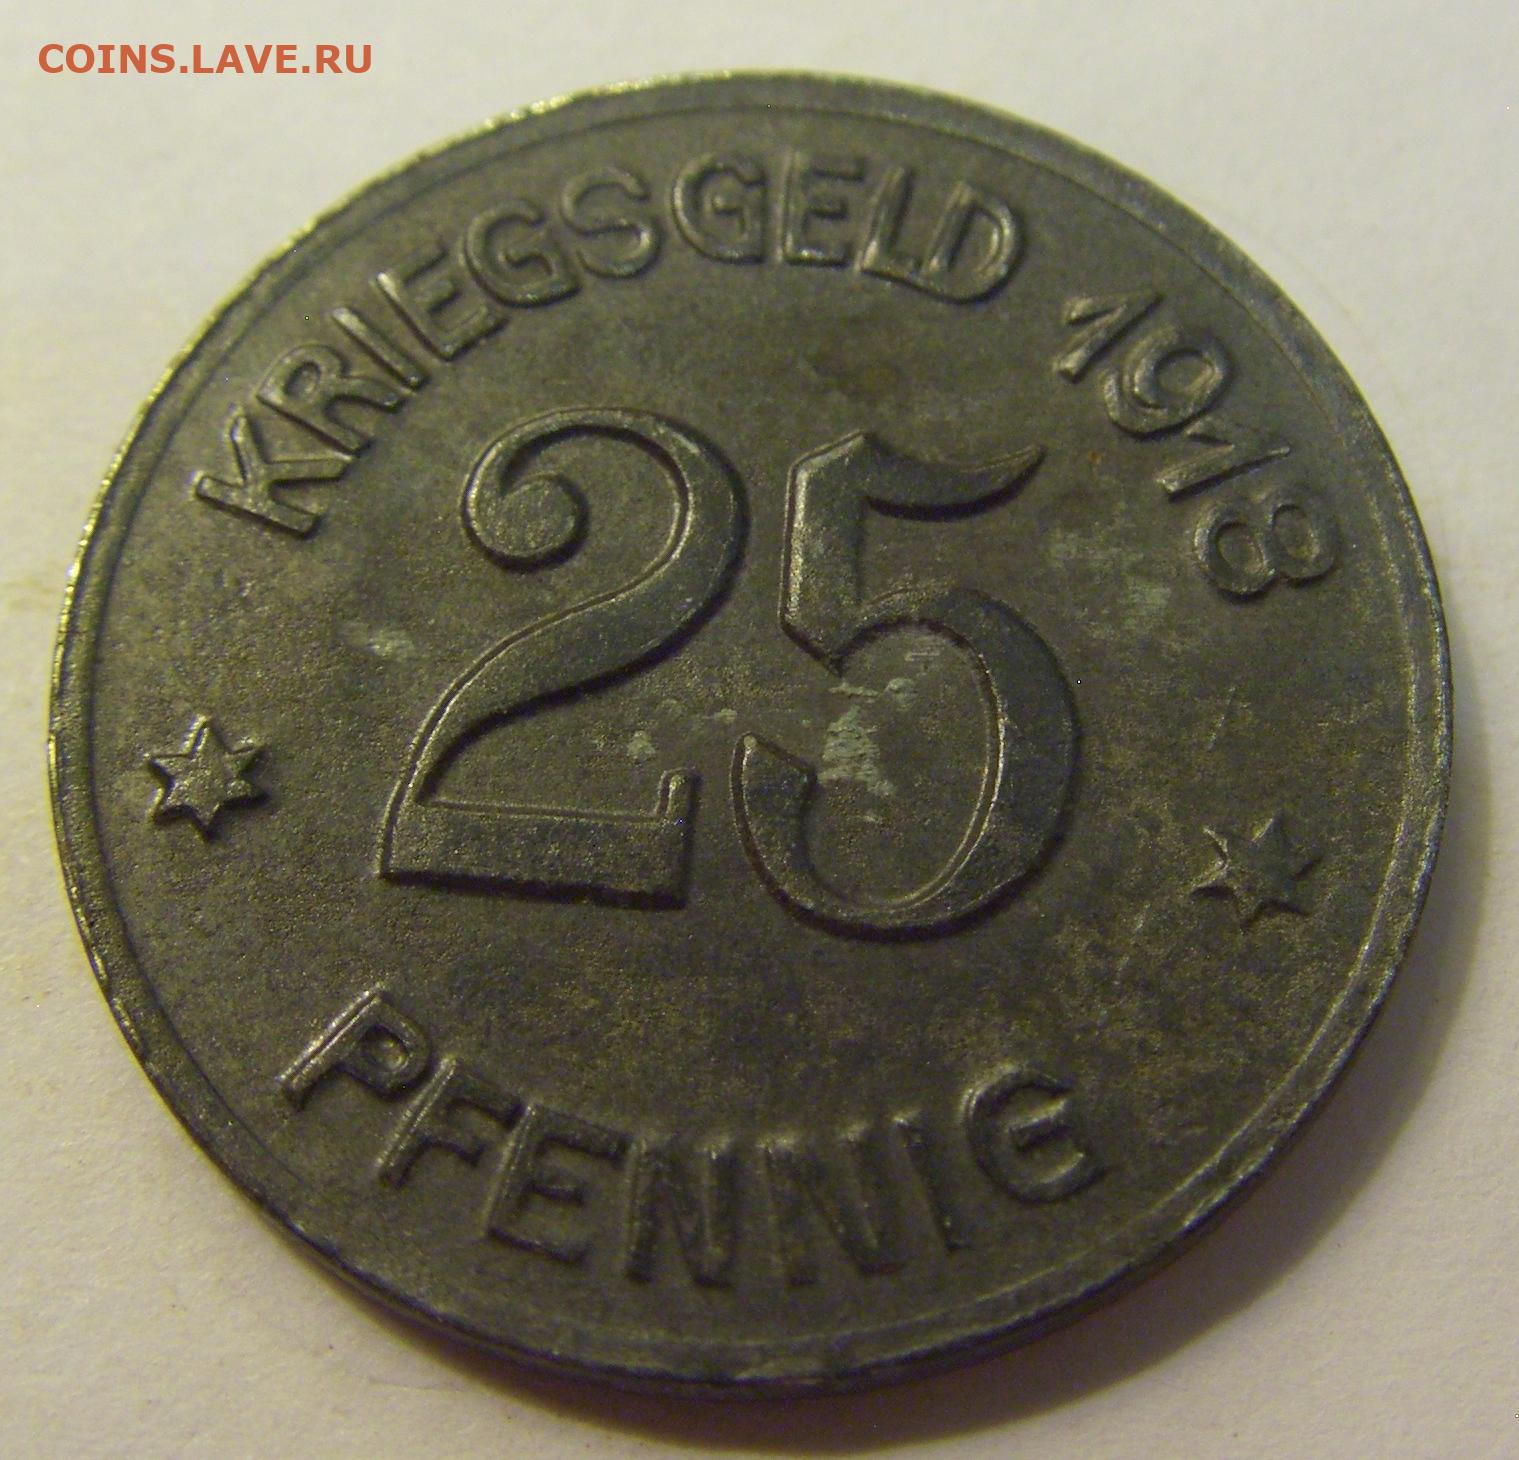 COINS.LAVE.RU
KRIEGSGELD 1918
25
PFENNIG